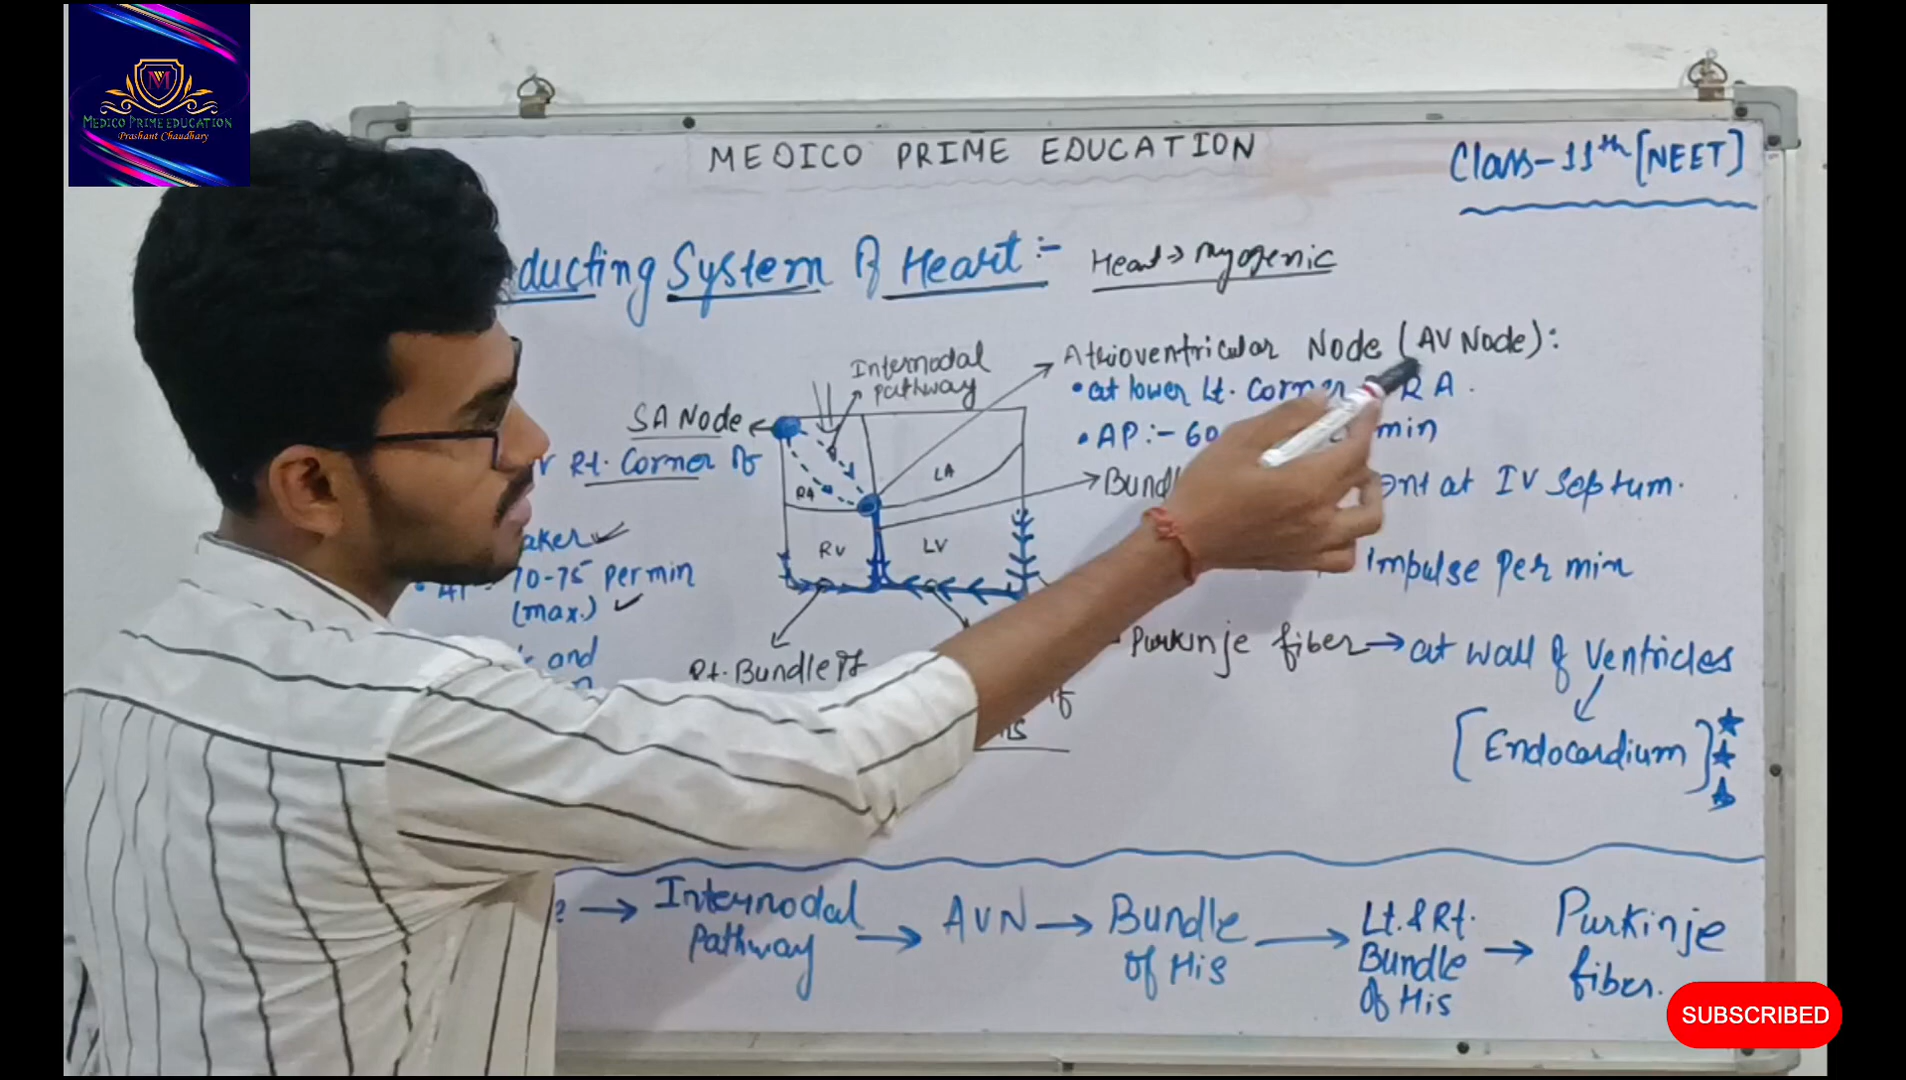 MEDICO PRIME EDUCATION
Prashant Chaudhary
MEDICO PRIME EDUCATION
Class-11th [NEET]
ducting System of Heart :-
Heart → Myogenic
Internodal
pathway
SA Node
Rt. Corner of
aker
70-75 per min
(max.)
and
RA
LA
RV
LV
Rt. Bundle of
Atrioventricular Node (AV Node):
• at lower Lt. Corner RA.
• AP:- 60 min
Bundle
at IV Septum.
Impulse per min
Purkinje fiber → at wall of Ventricles
[Endocardium]
→ Internodal pathway → AVN → Bundle of His → Lt. & Rt. Bundle of His → Purkinje fiber.
SUBSCRIBED